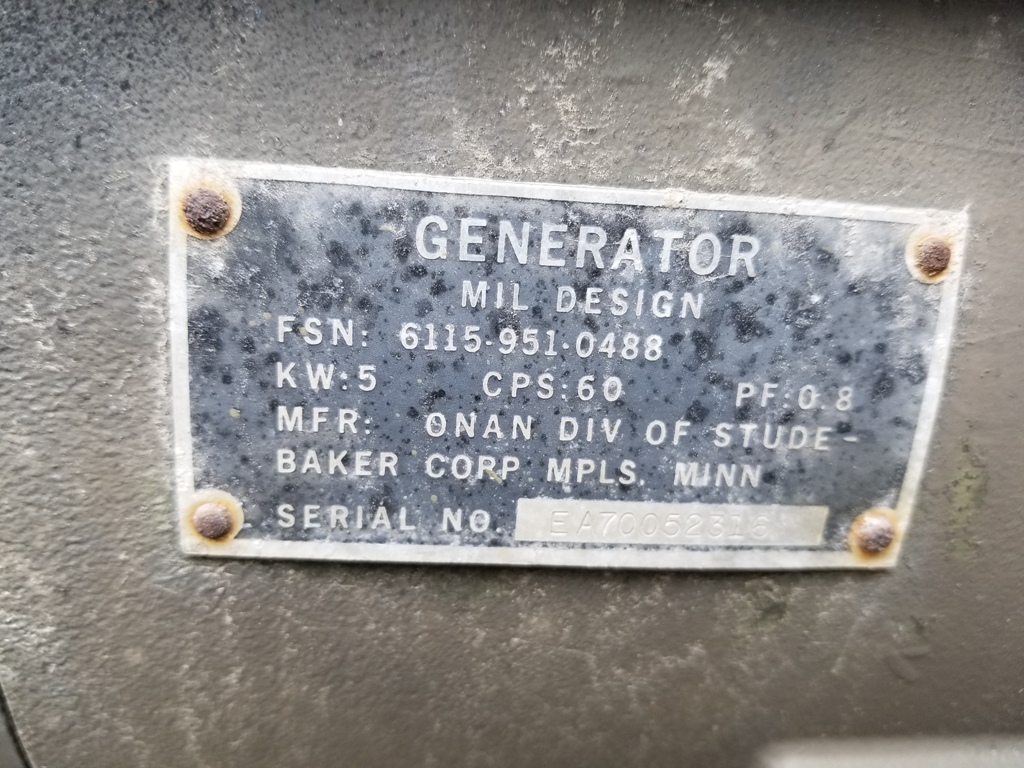 GENERATOR
MIL DESIGN
FSN: 6115-951-0488
KW:5 CPS:60 PF:0.8
MFR: ONAN DIV OF STUDE-
BAKER CORP MPLS. MINN
SERIAL NO. EA70052316